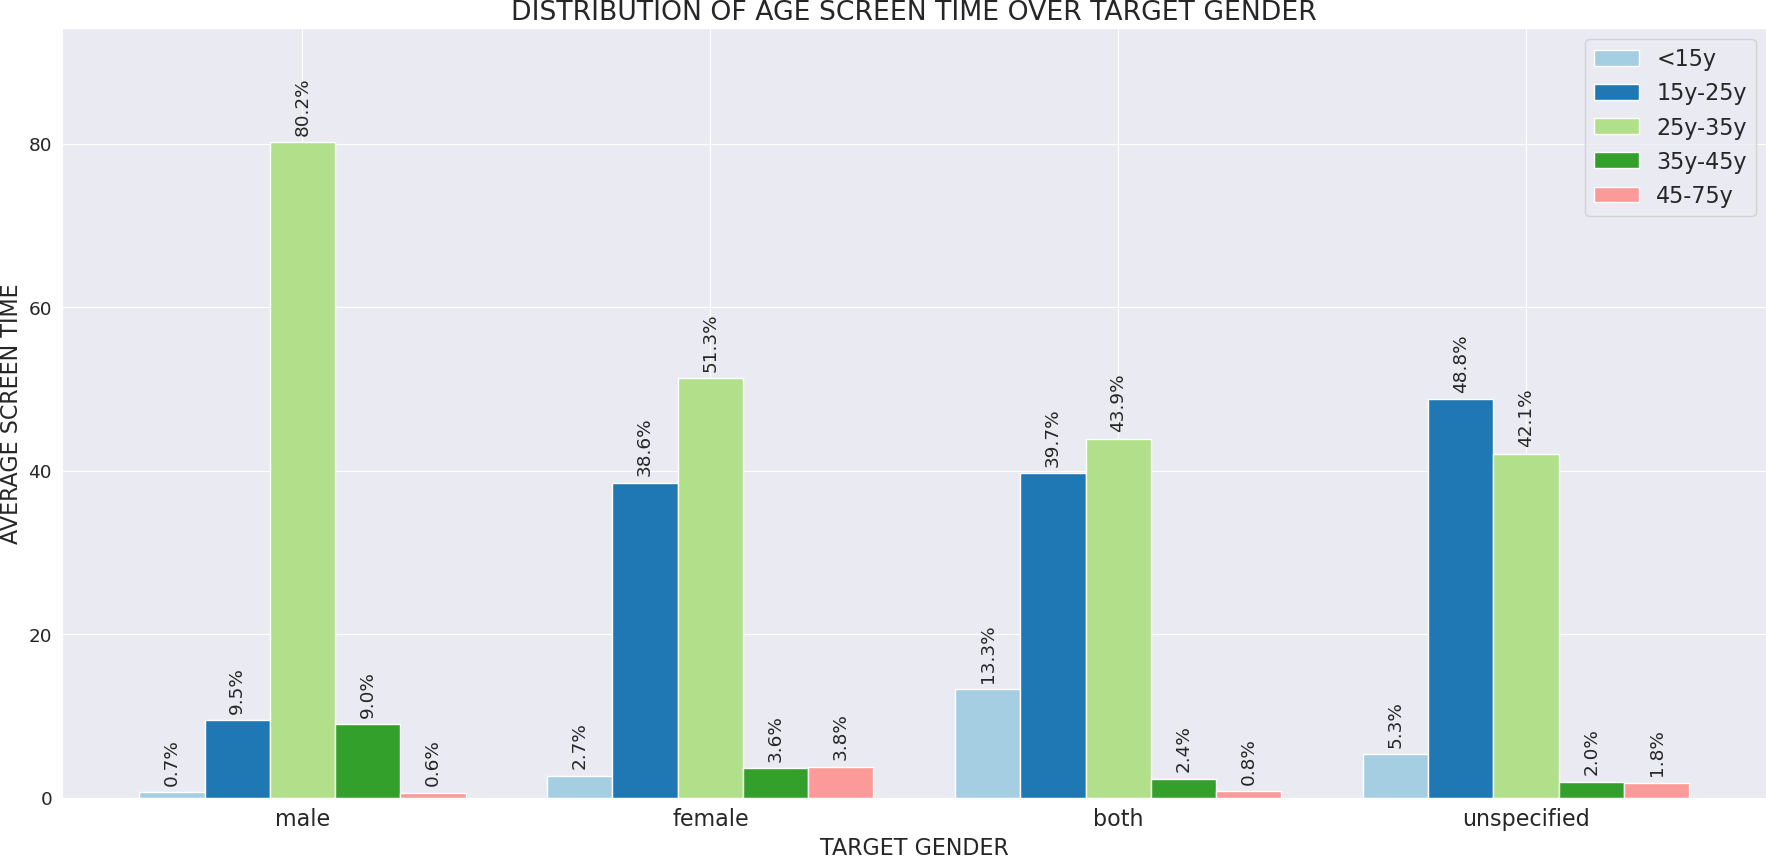 DISTRIBUTION OF AGE SCREEN TIME OVER TARGET GENDER
<15y
15y-25y
25y-35y
35y-45y
45-75y
AVERAGE SCREEN TIME
80
60
40
20
0
0.7%
9.5%
80.2%
9.0%
0.6%
2.7%
38.6%
51.3%
3.6%
3.8%
13.3%
39.7%
43.9%
2.4%
0.8%
5.3%
48.8%
42.1%
2.0%
1.8%
male
female
both
unspecified
TARGET GENDER